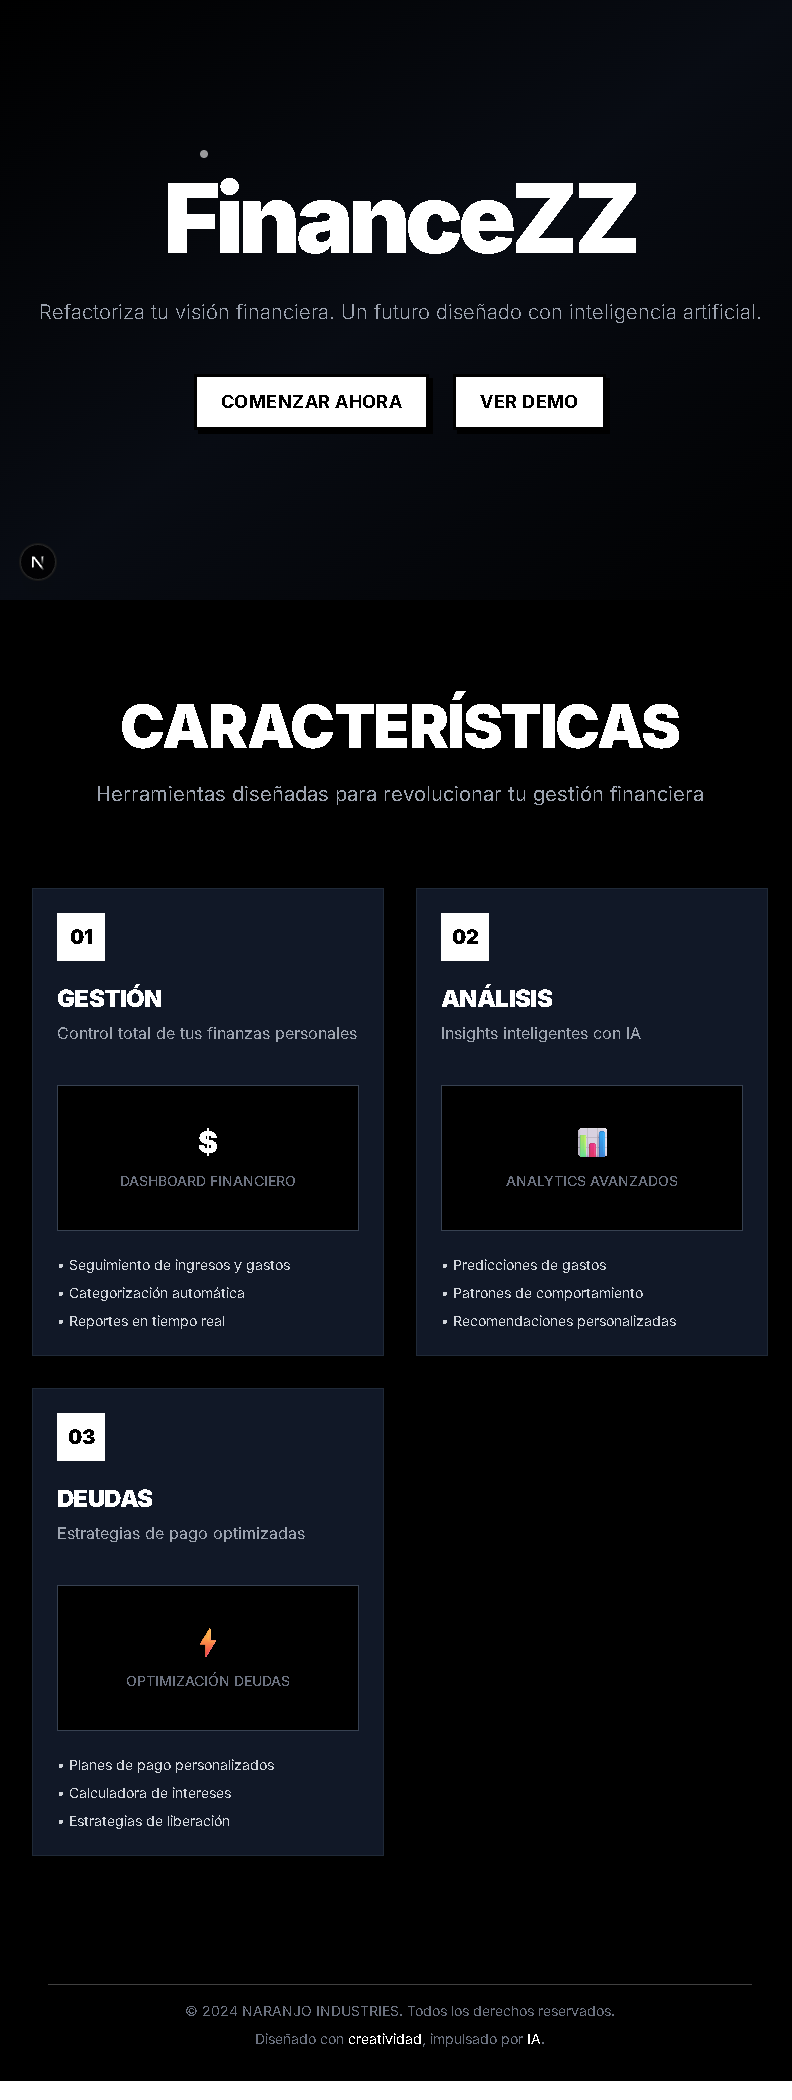 FinanceZZ
Refactoriza tu visión financiera. Un futuro diseñado con inteligencia artificial.
COMENZAR AHORA
VER DEMO
N
CARACTERÍSTICAS
Herramientas diseñadas para revolucionar tu gestión financiera
01
GESTIÓN
Control total de tus finanzas personales
$
DASHBOARD FINANCIERO
• Seguimiento de ingresos y gastos
• Categorización automática
• Reportes en tiempo real
02
ANÁLISIS
Insights inteligentes con IA
ANALYTICS AVANZADOS
• Predicciones de gastos
• Patrones de comportamiento
• Recomendaciones personalizadas
03
DEUDAS
Estrategias de pago optimizadas
OPTIMIZACIÓN DEUDAS
• Planes de pago personalizados
• Calculadora de intereses
• Estrategias de liberación
© 2024 NARANJO INDUSTRIES. Todos los derechos reservados.
Diseñado con creatividad, impulsado por IA.